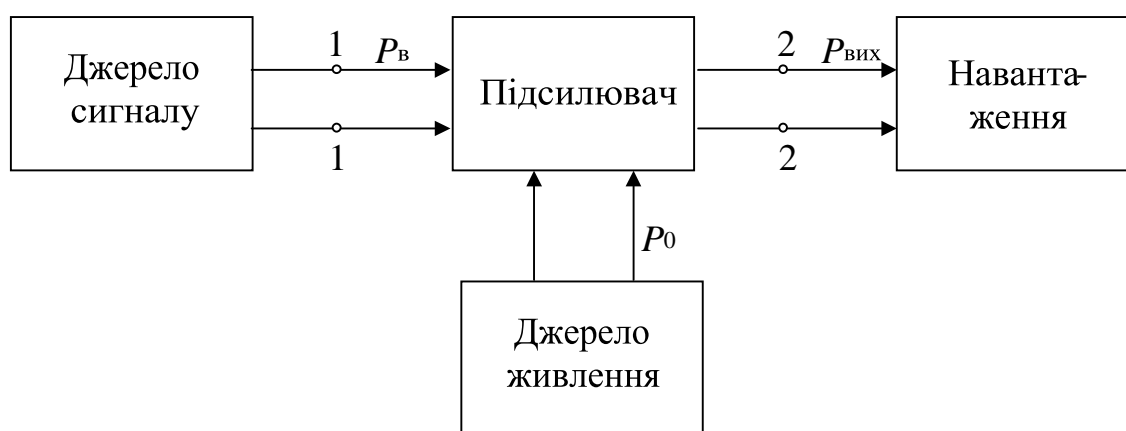 Джерело
сигналу
1
Pв
1
Підсилювач
2
Pвих
2
Наванта-
ження
P0
Джерело
живлення